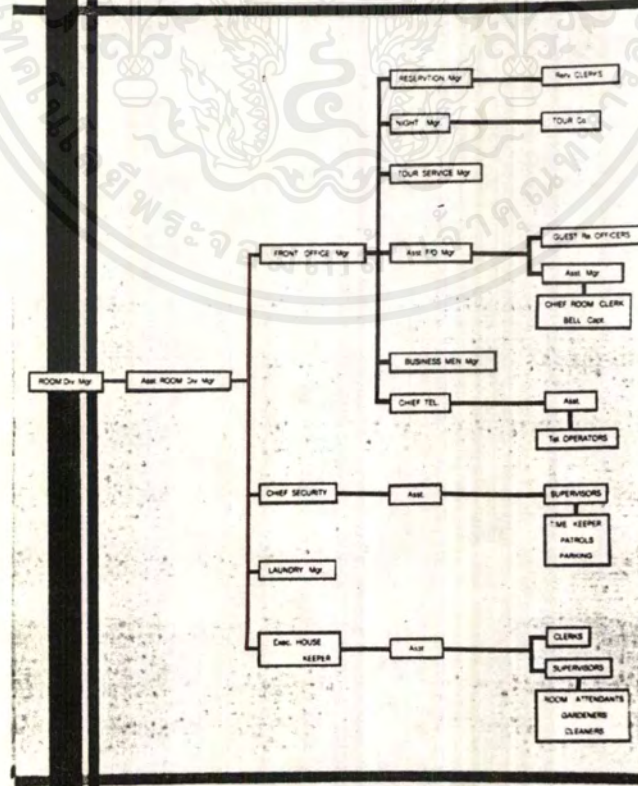 RESERVTION Mgr
Rerv. CLERKS
NIGHT Mgr
TOUR Co
TOUR SERVICE Mgr
FRONT OFFICE Mgr
Asst F/O Mgr
GUEST Re. OFFICERS
Asst. Mgr
CHIEF ROOM CLERK
BELL Capt.
BUSINESS MEN Mgr
ROOM Div Mgr
Asst. ROOM Div Mgr
CHIEF TEL.
Asst.
Tel. OPERATORS
CHIEF SECURITY
Asst.
SUPERVISORS
TIME KEEPER
PATROLS
PARKING
LAUNDRY Mgr
Exec. HOUSE
KEEPER
Asst
CLERKS
SUPERVISORS
ROOM ATTENDANTS
GARDENERS
CLEANERS